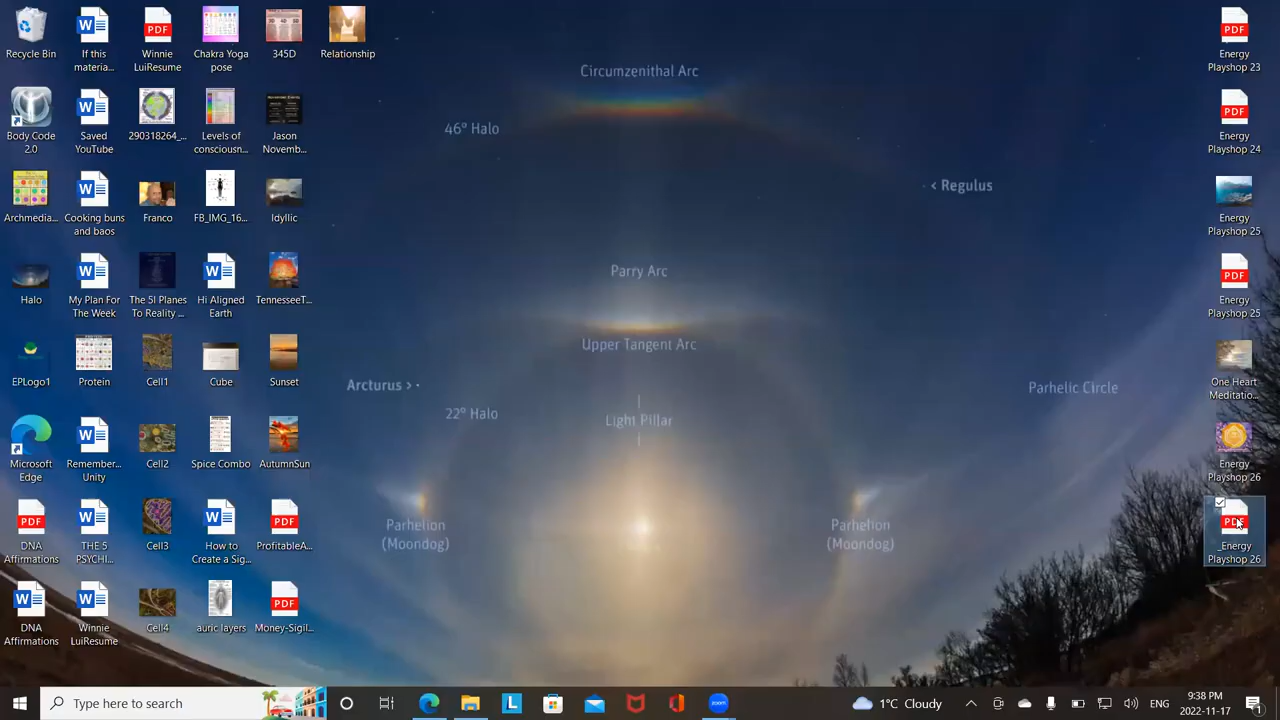 Recycle Bin
If this materia...
Winnie LuiResume
Chakra Yoga pose
345D
Relationship
Body Code 2.0
Saved YouTube
290318264_...
Levels of consciousn...
Jason Novemb...
Archmedia...
Cooking buns and baos
Franco
FB_IMG_16...
Idyllic
Halo
My Plan For The Week
The 5I Planes To Reality ...
Hi Aligned Earth
TennesseeT...
EPLogo1
Protein
Cell1
Cube
Sunset
Microsoft Edge
Remember... Unity
Cell2
Spice Combo
AutumnSun
DNA Affirmations
THE 5 PSYCHI...
Cell3
How to Create a Sig...
ProfitableA...
DNA Affirmations
Winnie LuiResume
Cell4
auric layers
Money-Sigil...
Circumzenithal Arc
46° Halo
< Regulus
Parry Arc
Upper Tangent Arc
Arcturus >
Parhelic Circle
22° Halo
Light Pillar
Parhelion
(Moondog)
Parhelion
(Moondog)
Energy Playshop 23
Energy Playshop 24
Energy Playshop 25
Energy Playshop 25
One Heart Meditatio...
Energy Playshop 26
_Energy Playshop 26
Type here to search
Cloudy
ENG
9:38 PM
2022-11-17